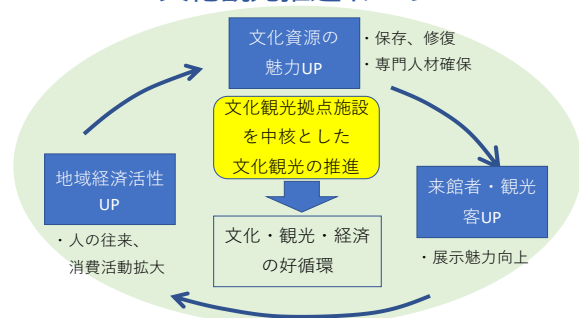 文化資源の
魅力UP
・保存、修復
・専門人材確保
文化観光拠点施設
を中核とした
文化観光の推進
地域経済活性
UP
来館者・観光
客UP
・人の往来、
消費活動拡大
文化・観光・経済
の好循環
・展示魅力向上